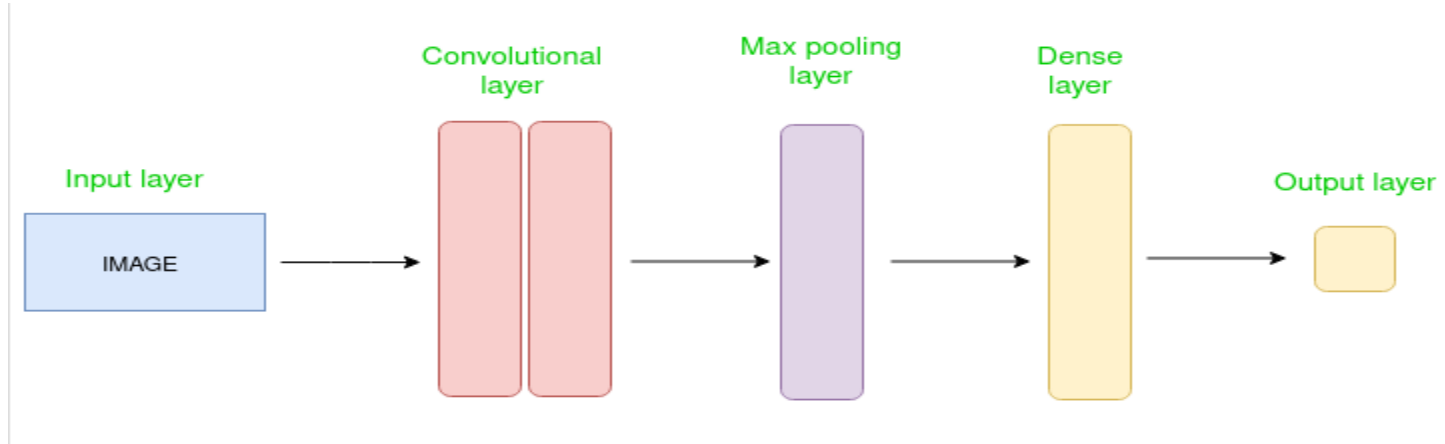 Input layer
IMAGE
Convolutional
layer
Max pooling
layer
Dense
layer
Output layer